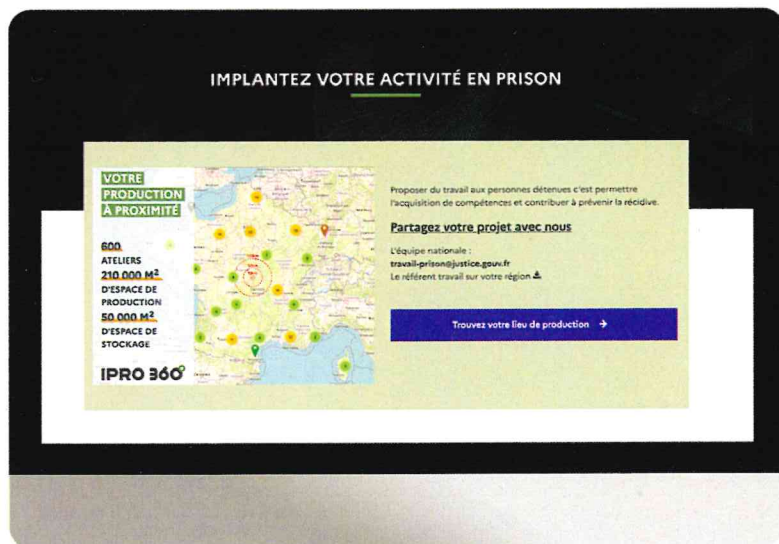 IMPLANTEZ VOTRE ACTIVITÉ EN PRISON
VOTRE
PRODUCTION
À PROXIMITÉ
600
ATELIERS
210 000 M²
D'ESPACE DE
PRODUCTION
50 000 M²
D'ESPACE DE
STOCKAGE
IPRO 360°
Proposer du travail aux personnes détenues c'est permettre
l'acquisition de compétences et contribuer à prévenir la récidive.
Partagez votre projet avec nous
L'équipe nationale :
travail-prison@justice.gouv.fr
Le référent travail sur votre région
Trouvez votre lieu de production →